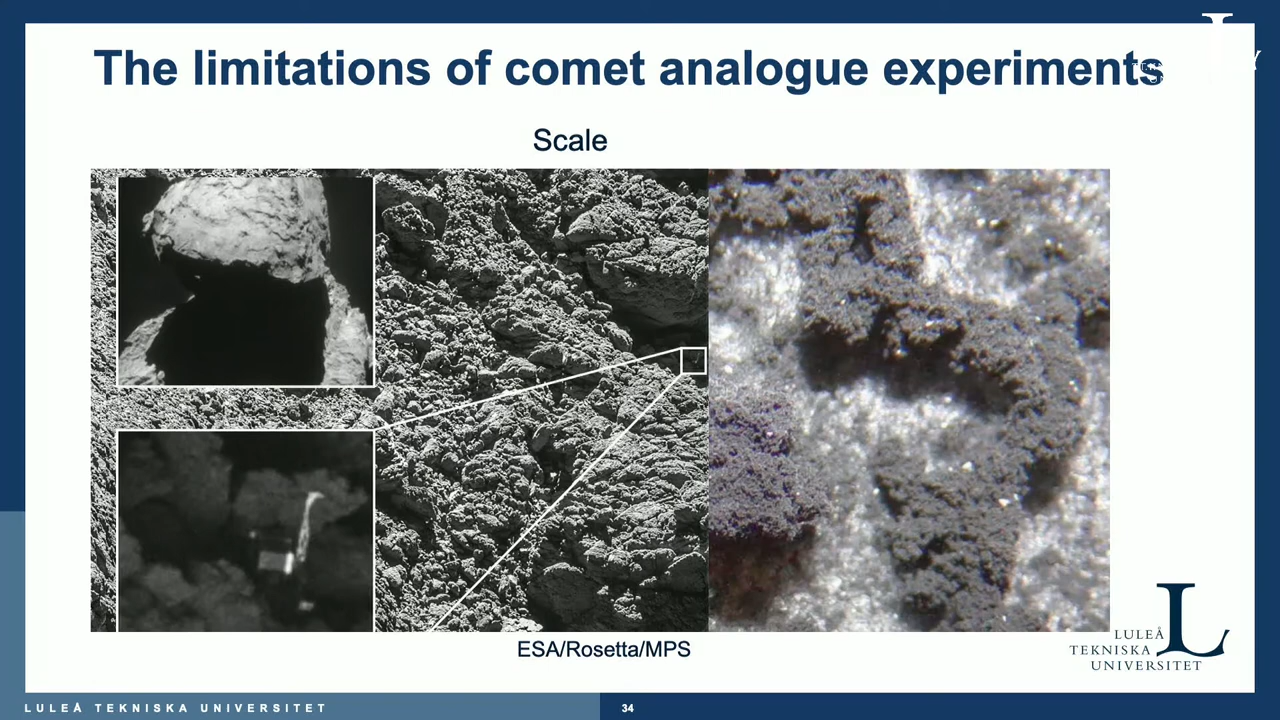 The limitations of comet analogue experiments
Scale
ESA/Rosetta/MPS
LULEÅ
TEKNISKA
UNIVERSITET
LULEÅ TEKNISKA UNIVERSITET
34